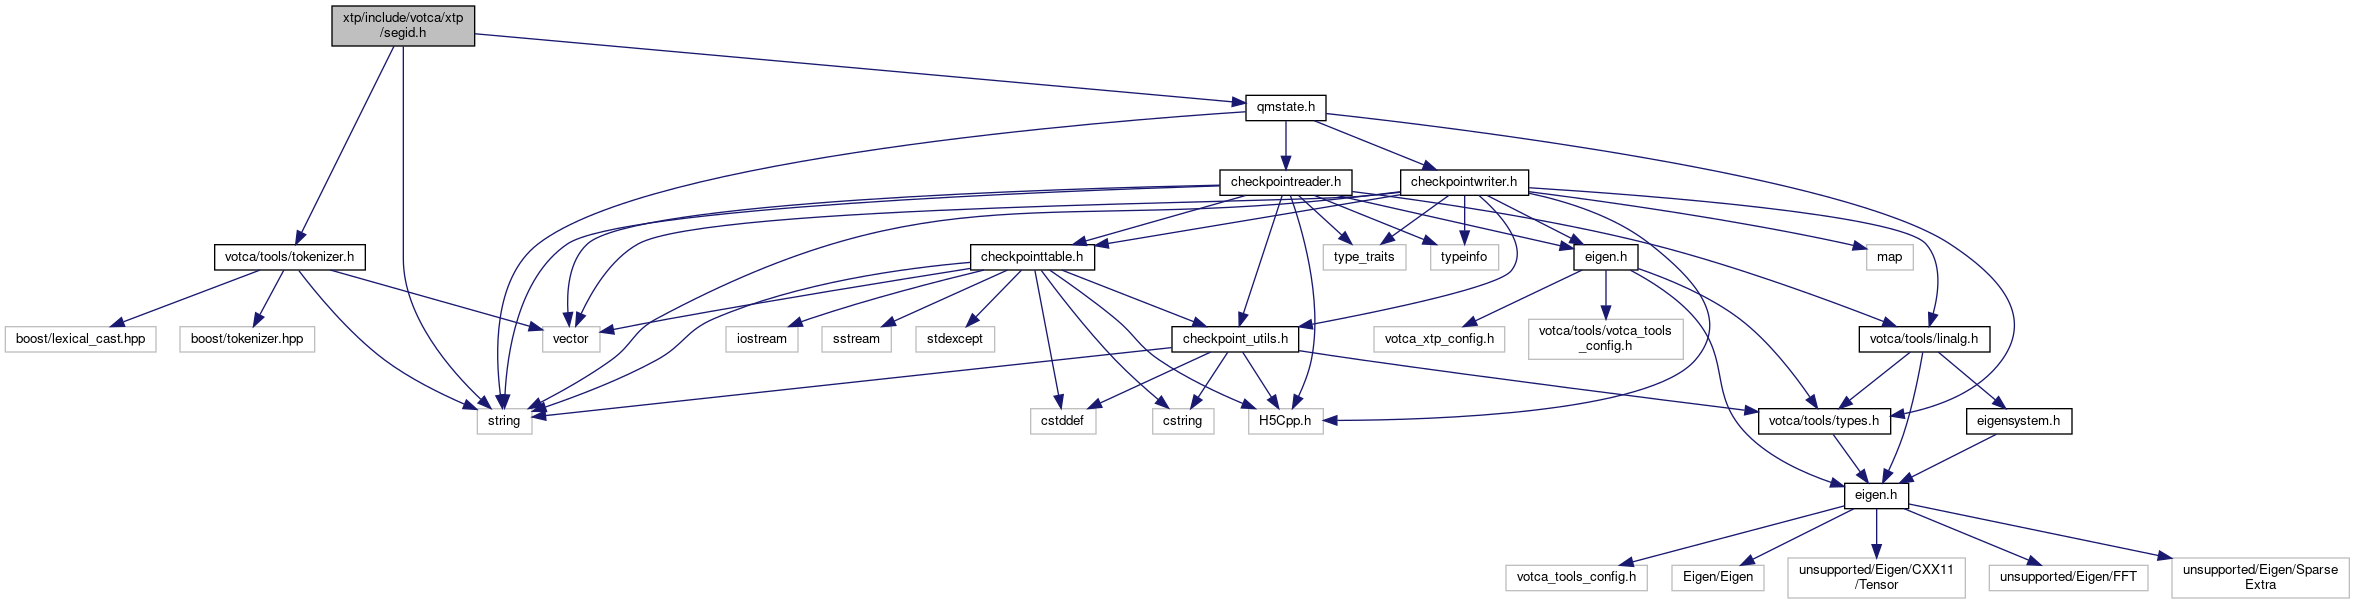 xtp/include/votca/xtp
/segid.h
qmstate.h
checkpointreader.h
checkpointwriter.h
votca/tools/tokenizer.h
checkpointtable.h
type_traits
typeinfo
eigen.h
map
boost/lexical_cast.hpp
boost/tokenizer.hpp
vector
iostream
sstream
stdexcept
checkpoint_utils.h
votca_xtp_config.h
votca/tools/votca_tools
_config.h
votca/tools/linalg.h
string
cstddef
cstring
H5Cpp.h
votca/tools/types.h
eigensystem.h
eigen.h
votca_tools_config.h
Eigen/Eigen
unsupported/Eigen/CXX11
/Tensor
unsupported/Eigen/FFT
unsupported/Eigen/Sparse
Extra